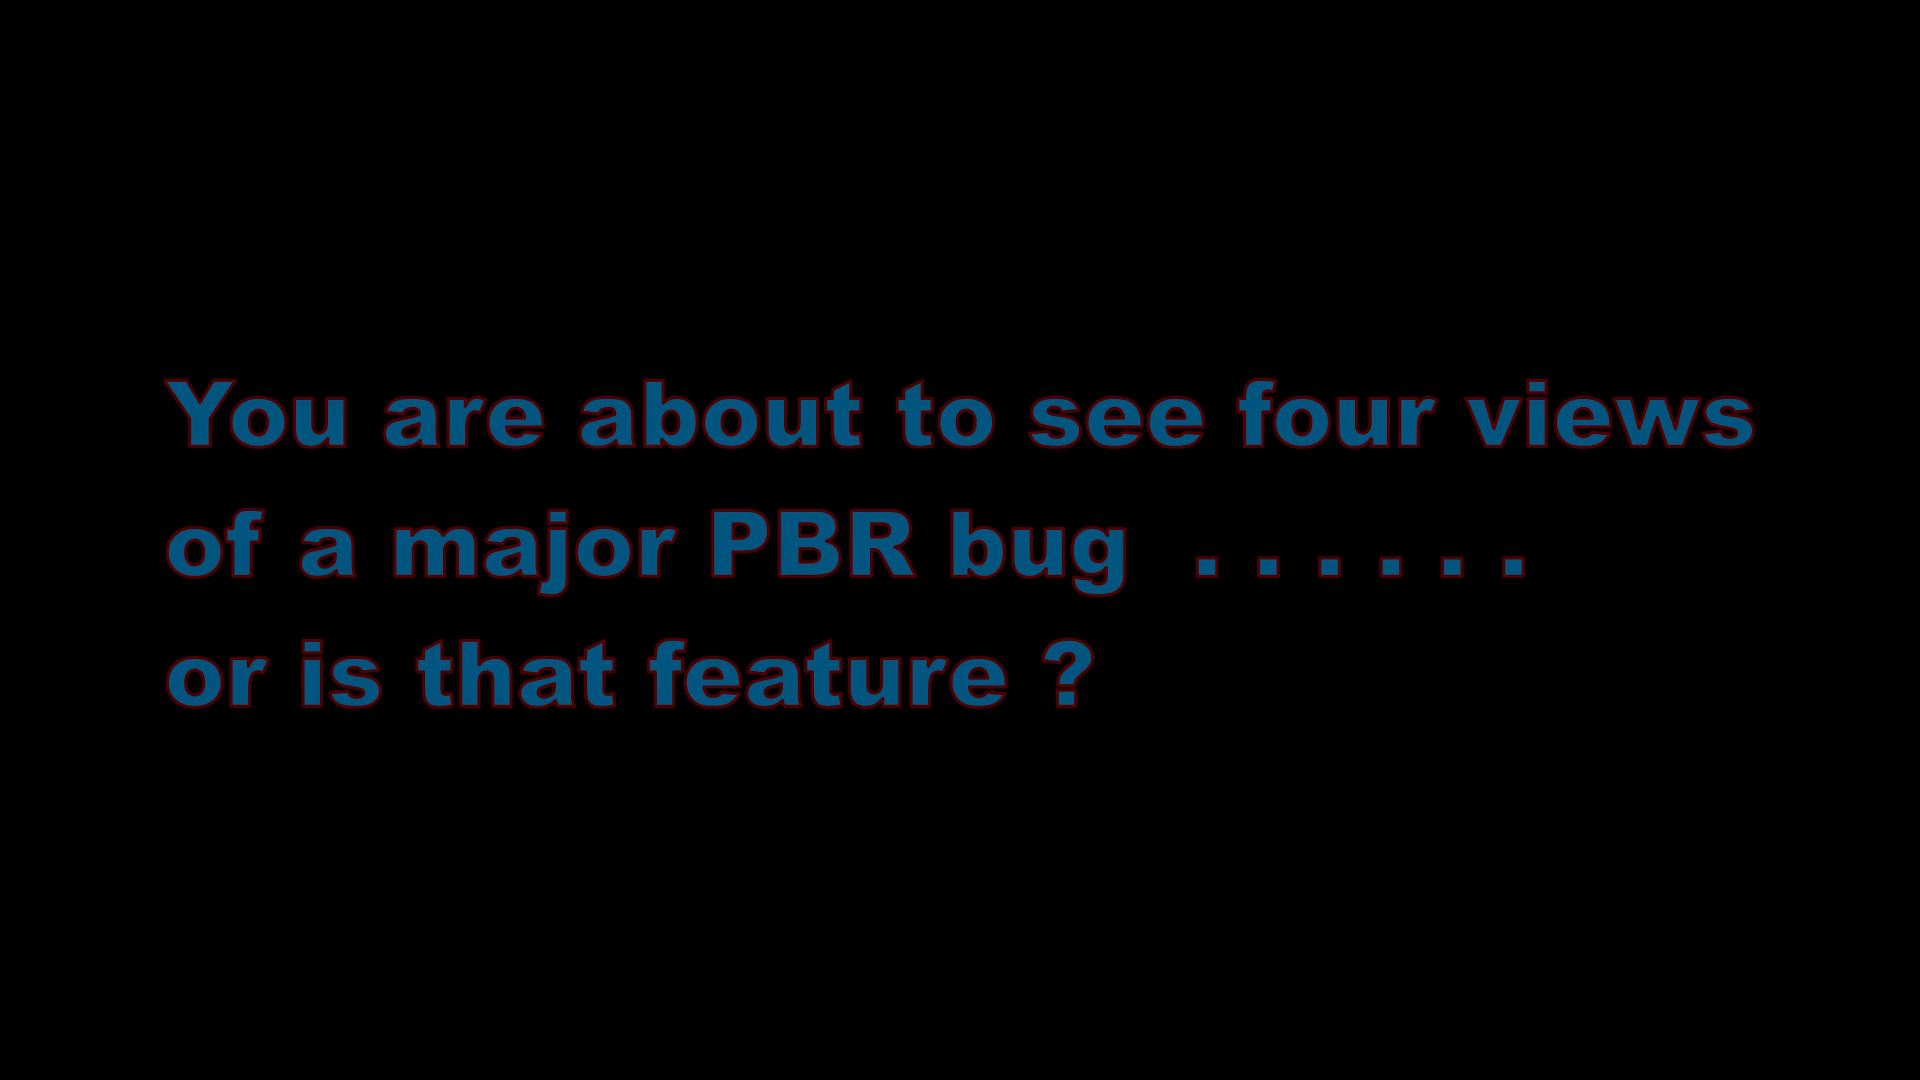 You are about to see four views
of a major PBR bug ......
or is that feature ?